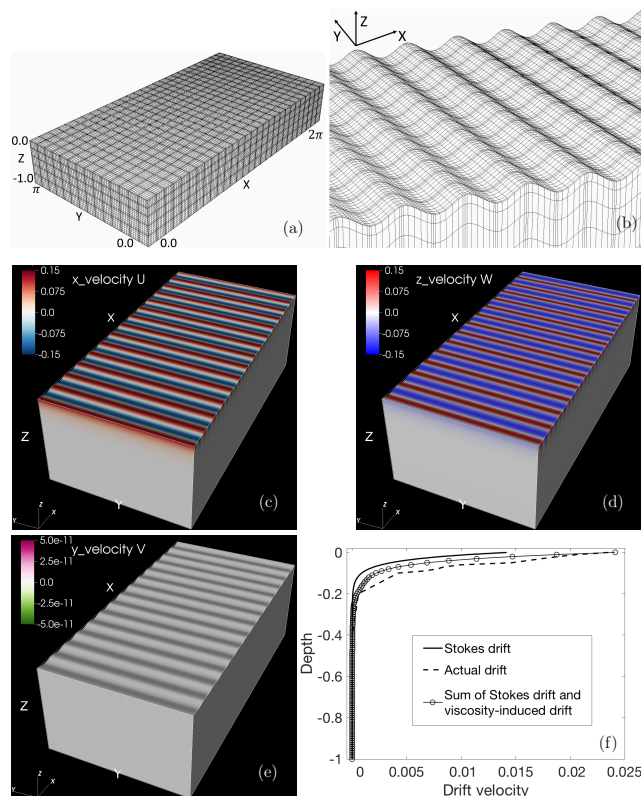 0.0
Z
-1.0
π
Y
0.0
0.0
X
2π
(a)
Y
Z
X
(b)
0.15
0.075
0.0
-0.075
-0.15
x_velocity U
X
Z
Y
(c)
z
Y
x
0.15
0.075
0.0
-0.075
-0.15
z_velocity W
X
Z
Y
(d)
z
Y
x
5.0e-11
2.5e-11
0.0
-2.5e-11
-5.0e-11
y_velocity V
X
Z
Y
(e)
z
Y
x
0
-0.2
-0.4
-0.6
-0.8
-1
Depth
Stokes drift
Actual drift
Sum of Stokes drift and
viscosity-induced drift
(f)
0
0.005
0.01
0.015
0.02
0.025
Drift velocity